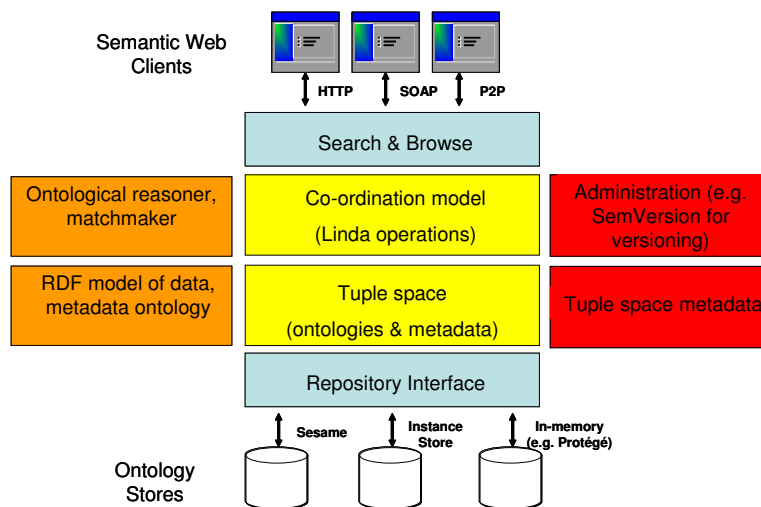 Semantic Web
Clients
HTTP
SOAP
P2P
Search & Browse
Ontological reasoner,
matchmaker
Co-ordination model
(Linda operations)
Administration (e.g.
SemVersion for
versioning)
RDF model of data,
metadata ontology
Tuple space
(ontologies & metadata)
Tuple space metadata
Repository Interface
Sesame
Instance
Store
In-memory
(e.g. Protégé)
Ontology
Stores